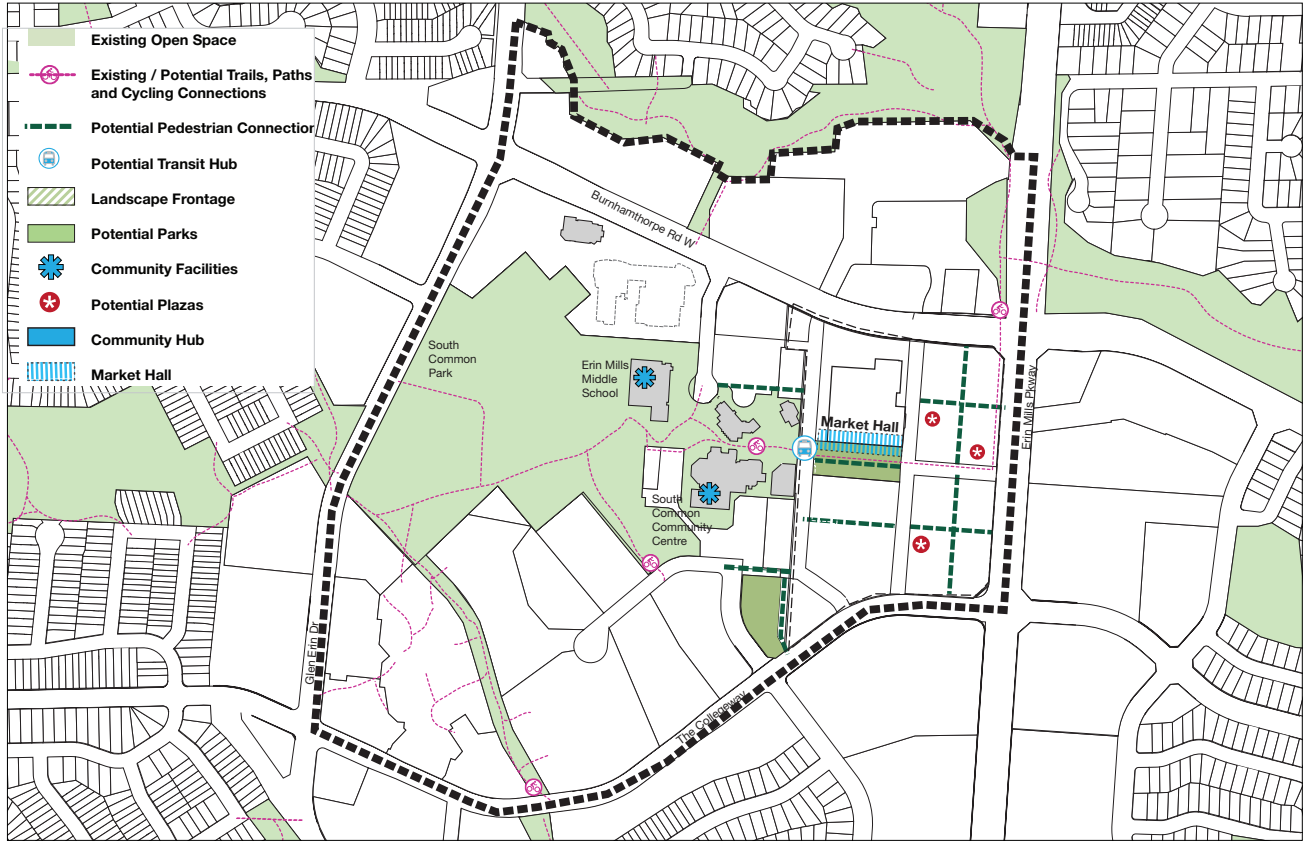 Existing Open Space
Existing / Potential Trails, Paths
and Cycling Connections
Potential Pedestrian Connection
Potential Transit Hub
Landscape Frontage
Potential Parks
Community Facilities
Potential Plazas
Community Hub
Market Hall
Burnhamthorpe Rd W
South
Common
Park
Erin Mills
Middle
School
Market Hall
Erin Mills Pkway
South
Common
Community
Centre
Glen Erin Dr
The Collegeway